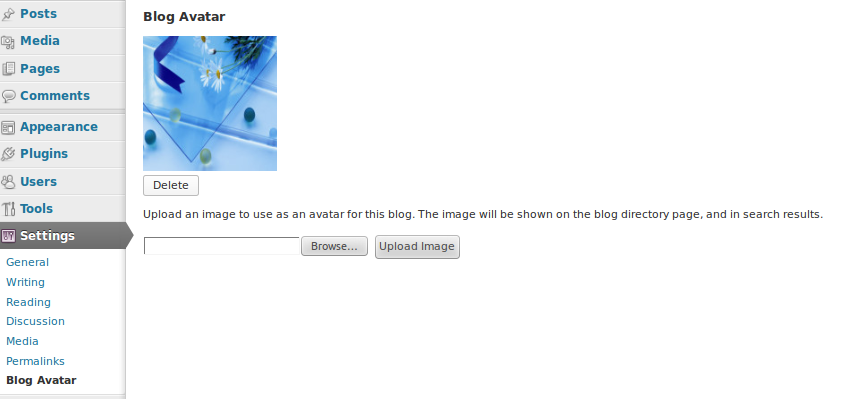 Posts
Media
Pages
Comments
Appearance
Plugins
Users
Tools
Settings
General
Writing
Reading
Discussion
Media
Permalinks
Blog Avatar
Blog Avatar
Delete
Upload an image to use as an avatar for this blog. The image will be shown on the blog directory page, and in search results.
Browse... Upload Image